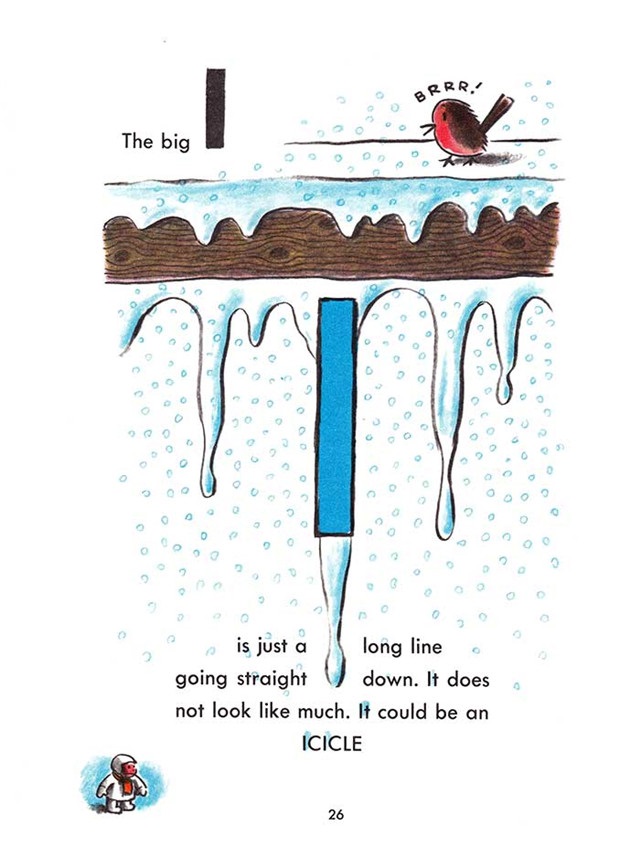 BRRR!
The big I
is just a long line
going straight down. It does
not look like much. It could be an
ICICLE
26